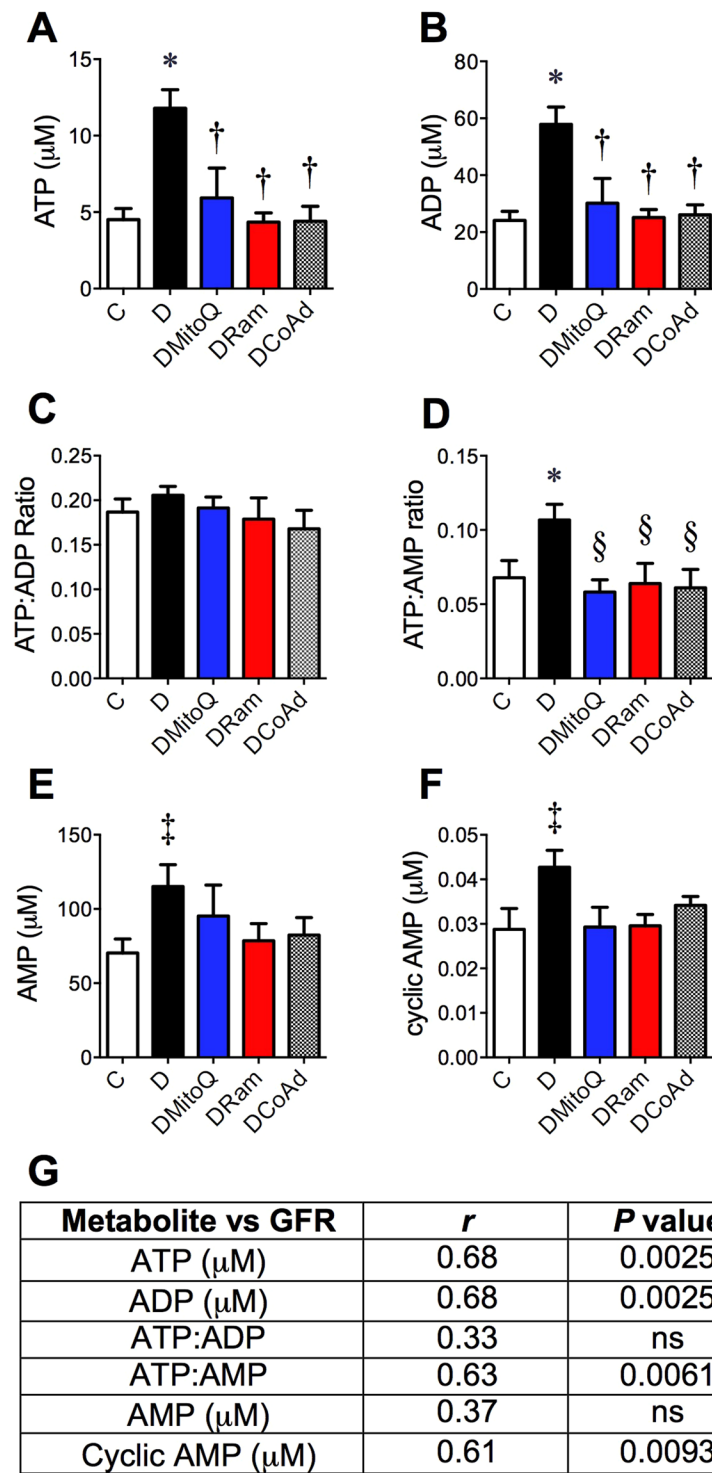 A
ATP (μM)
15
10
5
0
*
†
†
†
C
D
DMitoQ
DRam
DCoAd
B
ADP (μM)
80
60
40
20
0
*
†
†
†
C
D
DMitoQ
DRam
DCoAd
C
ATP:ADP Ratio
0.25
0.20
0.15
0.10
0.05
0.00
C
D
DMitoQ
DRam
DCoAd
D
ATP:AMP ratio
0.15
0.10
0.05
0.00
*
§
§
§
C
D
DMitoQ
DRam
DCoAd
E
AMP (μM)
150
100
50
0
‡
C
D
DMitoQ
DRam
DCoAd
F
cyclic AMP (μM)
0.05
0.04
0.03
0.02
0.01
0.00
‡
C
D
DMitoQ
DRam
DCoAd
G
Metabolite vs GFR r P value
ATP (μM) 0.68 0.0025
ADP (μM) 0.68 0.0025
ATP:ADP 0.33 ns
ATP:AMP 0.63 0.0061
AMP (μM) 0.37 ns
Cyclic AMP (μM) 0.61 0.0093